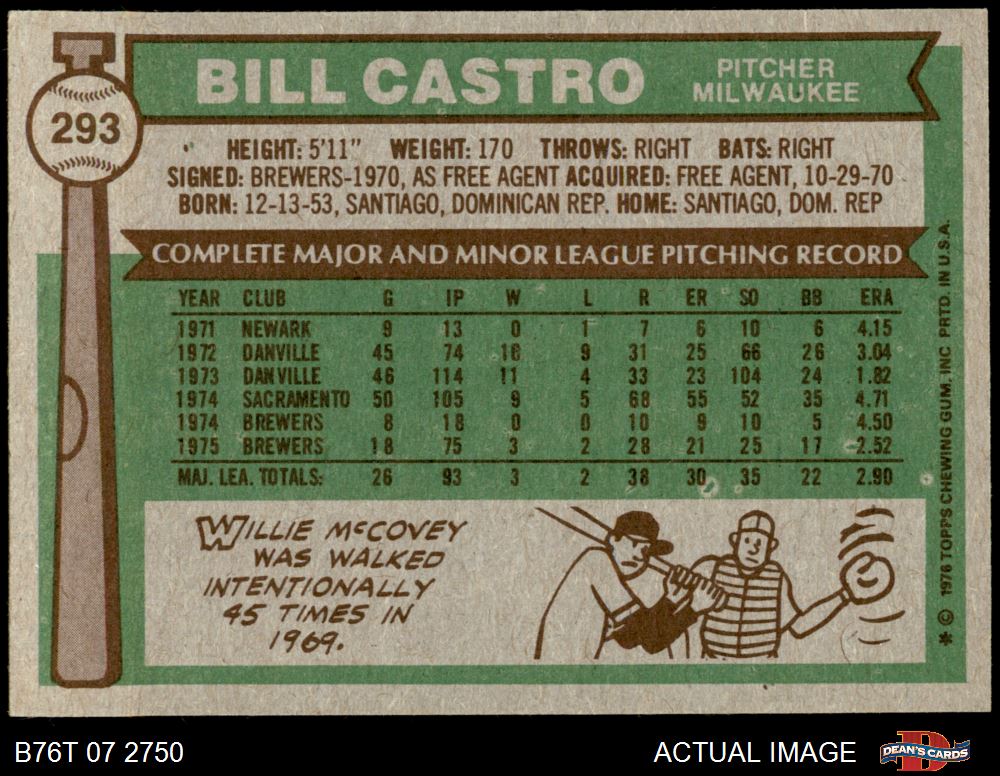 293
BILL CASTRO
PITCHER
MILWAUKEE
HEIGHT: 5'11" WEIGHT: 170 THROWS: RIGHT BATS: RIGHT
SIGNED: BREWERS-1970, AS FREE AGENT ACQUIRED: FREE AGENT, 10-29-70
BORN: 12-13-53, SANTIAGO, DOMINICAN REP. HOME: SANTIAGO, DOM. REP
COMPLETE MAJOR AND MINOR LEAGUE PITCHING RECORD
YEAR CLUB G IP W L R ER SO BB ERA
1971 NEWARK 9 13 0 1 7 6 10 6 4.15
1972 DANVILLE 45 74 16 9 31 25 66 26 3.04
1973 DANVILLE 46 114 11 4 33 23 104 24 1.82
1974 SACRAMENTO 50 105 9 5 68 55 52 35 4.71
1974 BREWERS 8 18 0 0 10 9 10 5 4.50
1975 BREWERS 18 75 3 2 28 21 25 17 2.52
MAJ. LEA. TOTALS: 26 93 3 2 38 30 35 22 2.90
WILLIE McCOVEY
WAS WALKED
INTENTIONALLY
45 TIMES IN
1969.
* © 1976 TOPPS CHEWING GUM, INC PRTD. IN U.S.A.
B76T 07 2750
ACTUAL IMAGE
DEAN'S CARDS